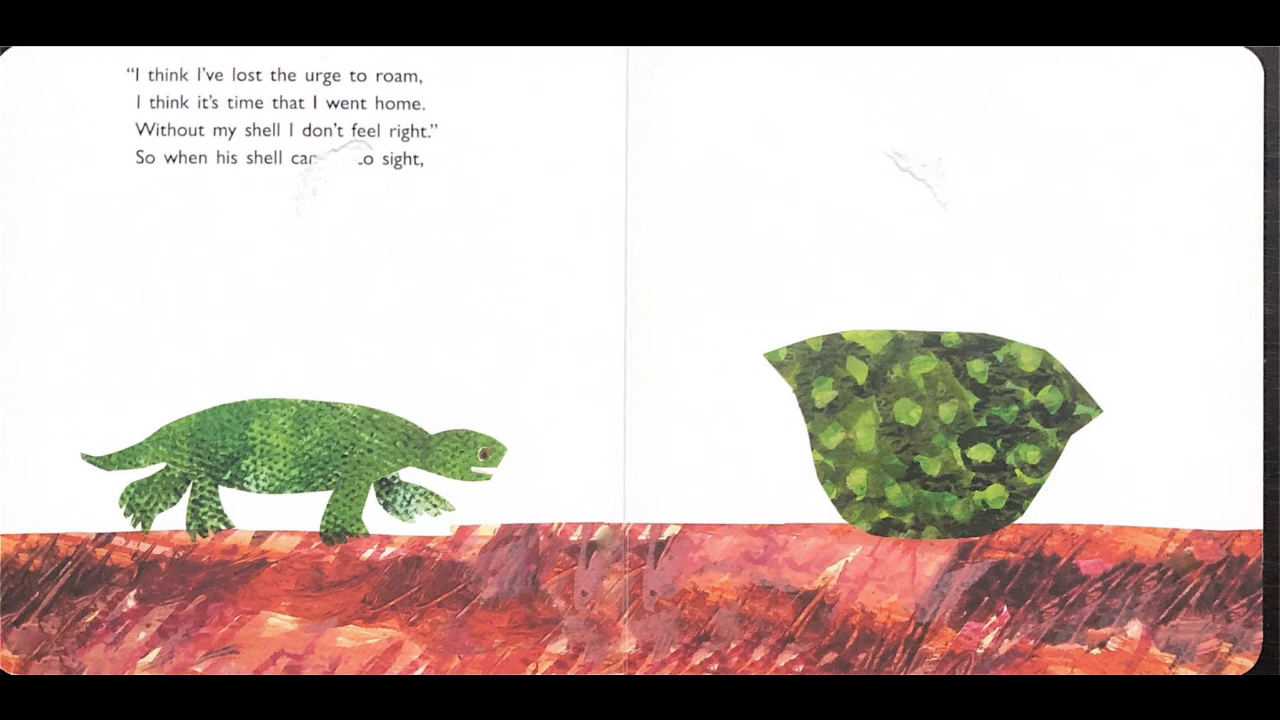 “I think I’ve lost the urge to roam,
I think it’s time that I went home.
Without my shell I don’t feel right.”
So when his shell sight,